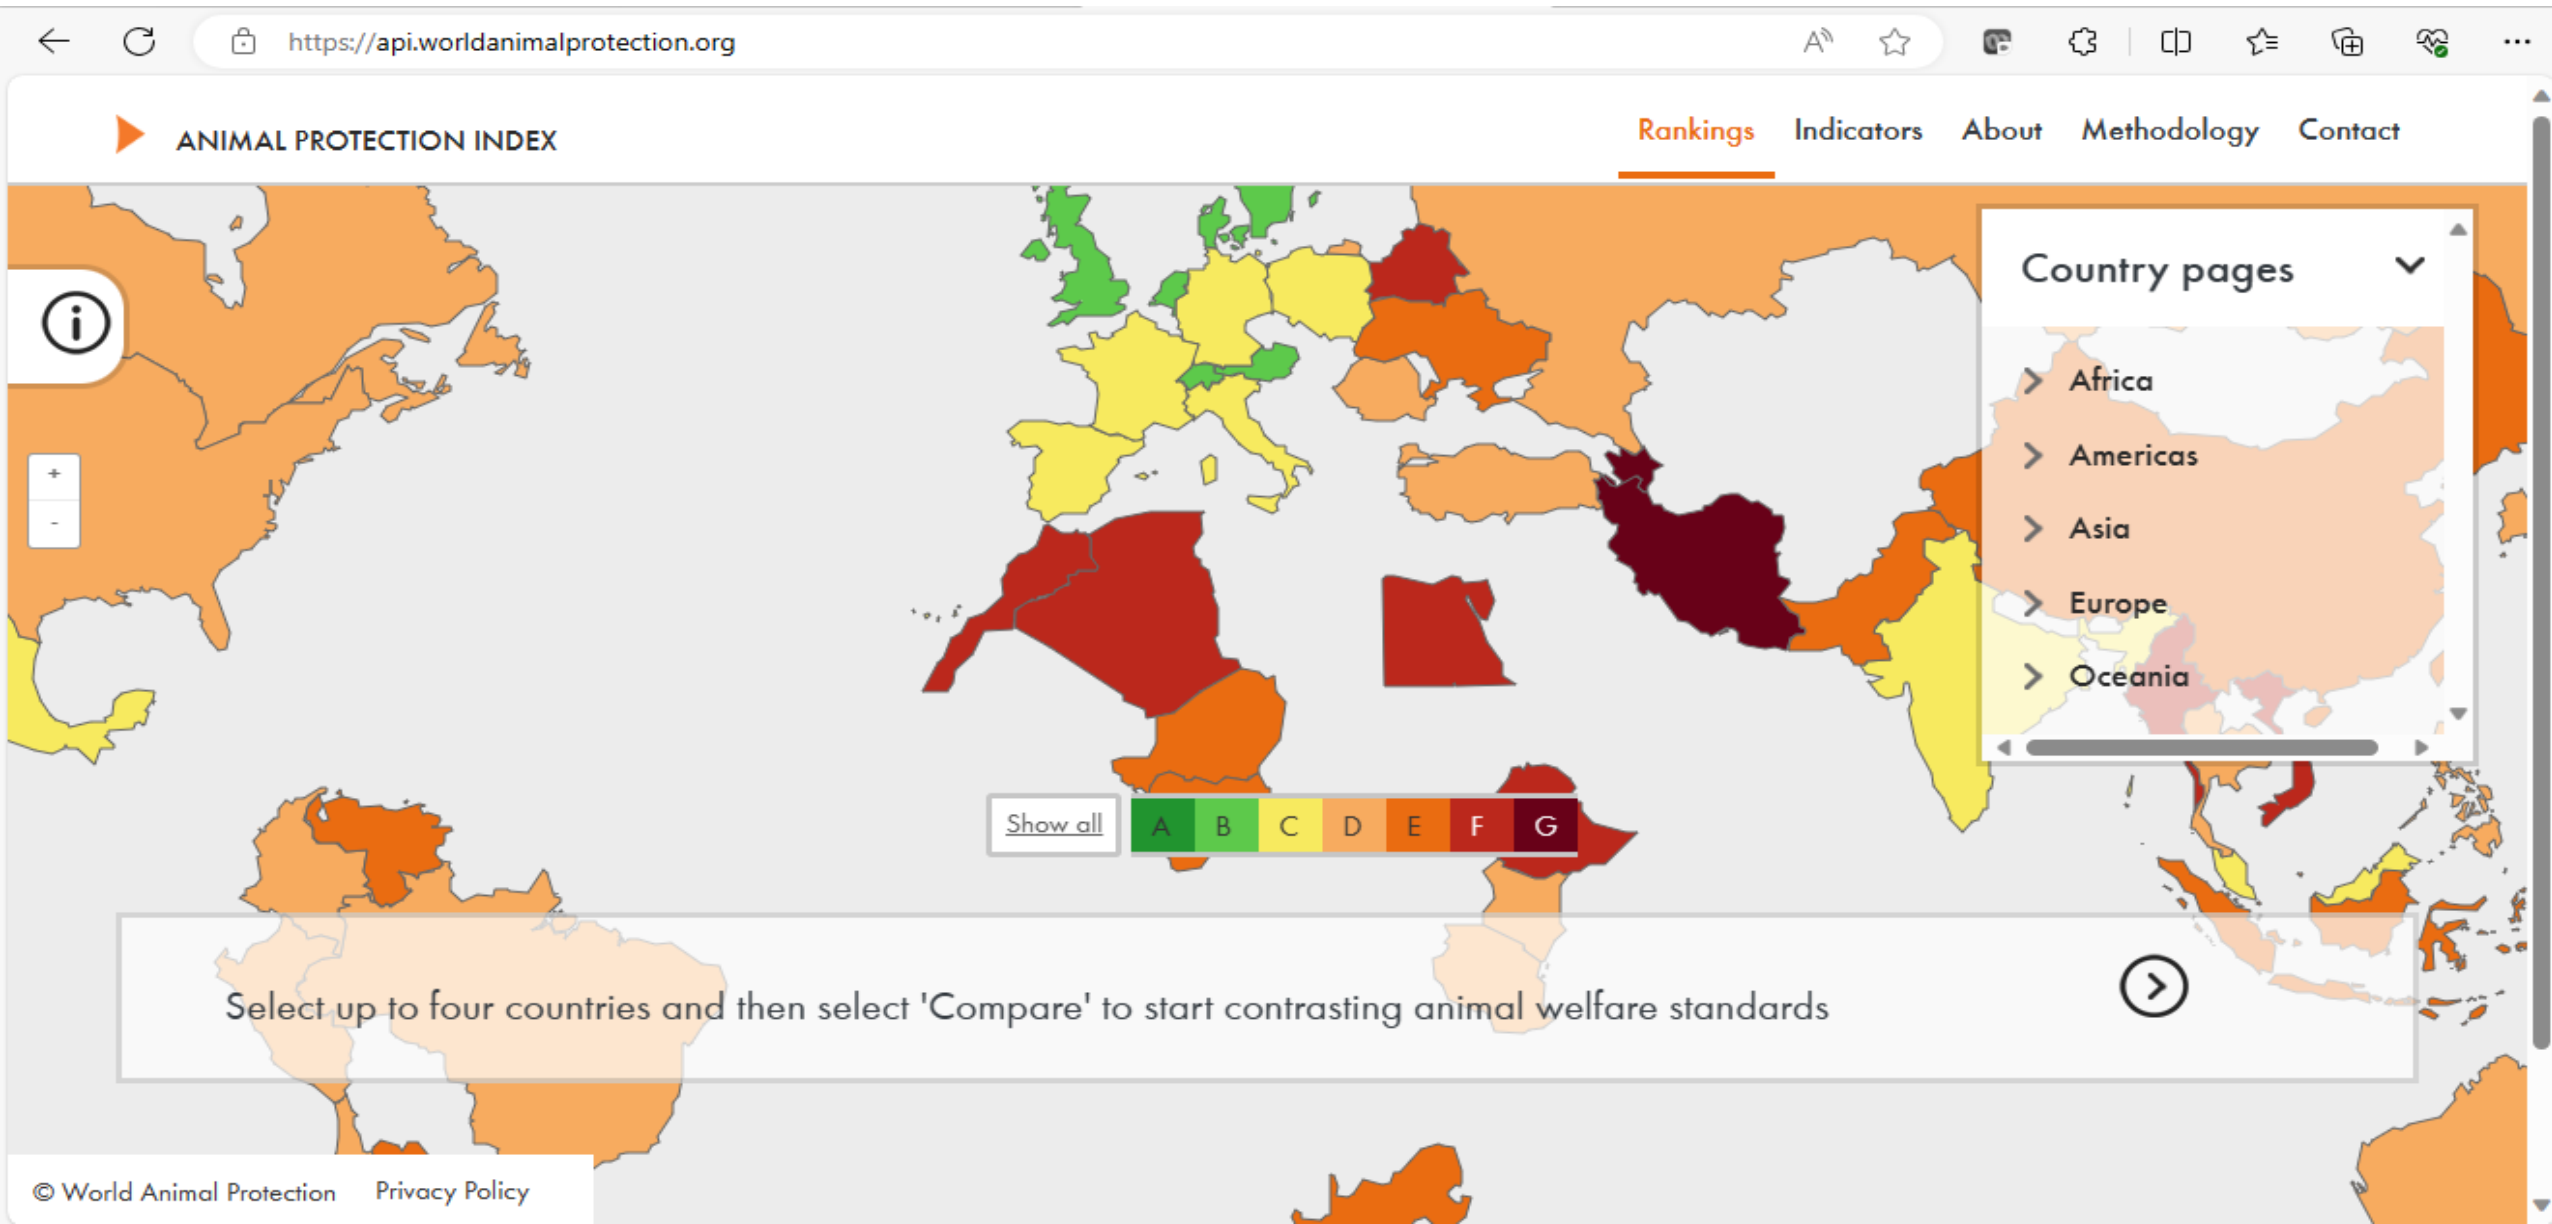 https://api.worldanimalprotection.org
ANIMAL PROTECTION INDEX
Rankings Indicators About Methodology Contact
Country pages
Africa
Americas
Asia
Europe
Oceania
+
-
Show all A B C D E F G
Select up to four countries and then select 'Compare' to start contrasting animal welfare standards
© World Animal Protection Privacy Policy